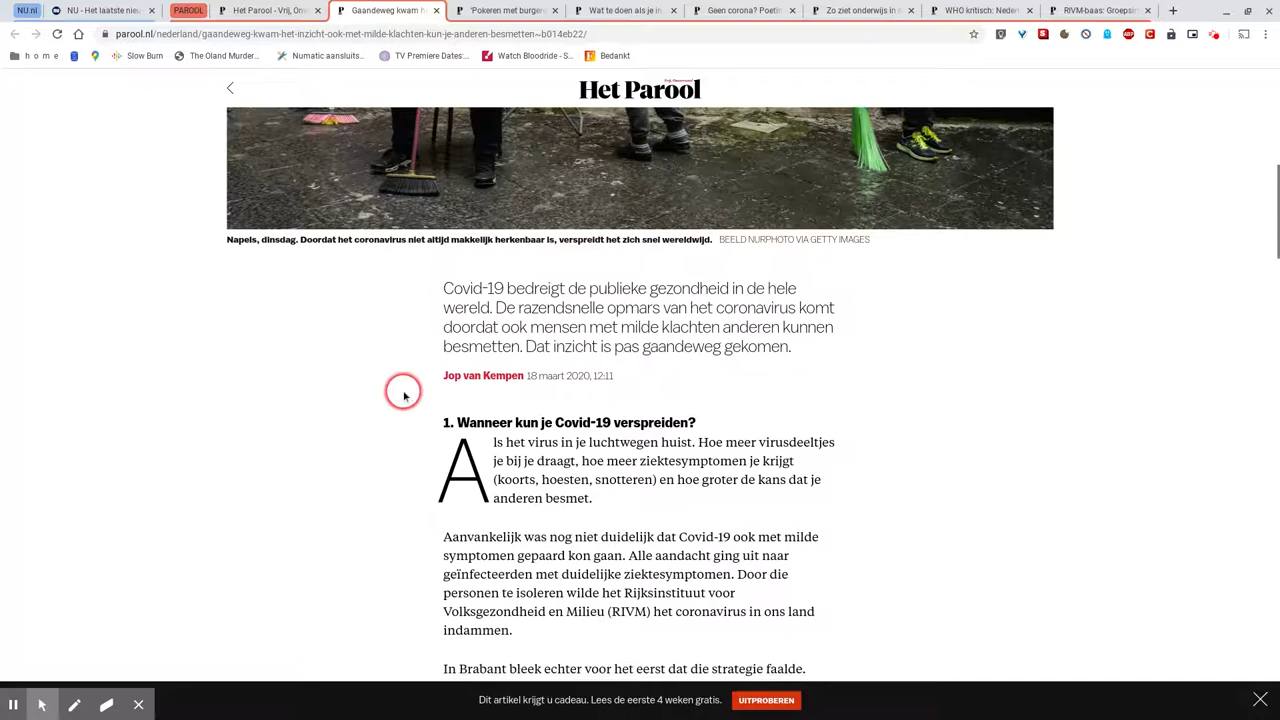 NU.nl
NU - Het laatste nieuw
PAROOL
Het Parool - Vrij, On
Gaandeweg kwam h
'Pokeren met burger
Wat te doen als je in
Geen corona? Poetin
Zo ziet onderwijs in
WHO kritisch: Neder
RIVM-baas: Groepsim
parool.nl/nederland/gaandeweg-kwam-het-inzicht-ook-met-milde-klachten-kun-je-anderen-besmetten~b014eb22/
h o m e
Slow Burn
The Oland Murder...
Numatic aansluits...
TV Premiere Dates:...
Watch Bloodride - S...
Bedankt
Het Parool
Napels, dinsdag. Doordat het coronavirus niet altijd makkelijk herkenbaar is, verspreidt het zich snel wereldwijd. BEELD NURPHOTO VIA GETTY IMAGES
Covid-19 bedreigt de publieke gezondheid in de hele
wereld. De razendsnelle opmars van het coronavirus komt
doordat ook mensen met milde klachten anderen kunnen
besmetten. Dat inzicht is pas gaandeweg gekomen.
Jop van Kempen 18 maart 2020, 12:11
1. Wanneer kun je Covid-19 verspreiden?
Als het virus in je luchtwegen huist. Hoe meer virusdeeltjes
je bij je draagt, hoe meer ziektesymptomen je krijgt
(koorts, hoesten, snotteren) en hoe groter de kans dat je
anderen besmet.
Aanvankelijk was nog niet duidelijk dat Covid-19 ook met milde
symptomen gepaard kon gaan. Alle aandacht ging uit naar
geïnfecteerden met duidelijke ziektesymptomen. Door die
personen te isoleren wilde het Rijksinstituut voor
Volksgezondheid en Milieu (RIVM) het coronavirus in ons land
indammen.
In Brabant bleek echter voor het eerst dat die strategie faalde.
Dit artikel krijgt u cadeau. Lees de eerste 4 weken gratis.
UITPROBEREN